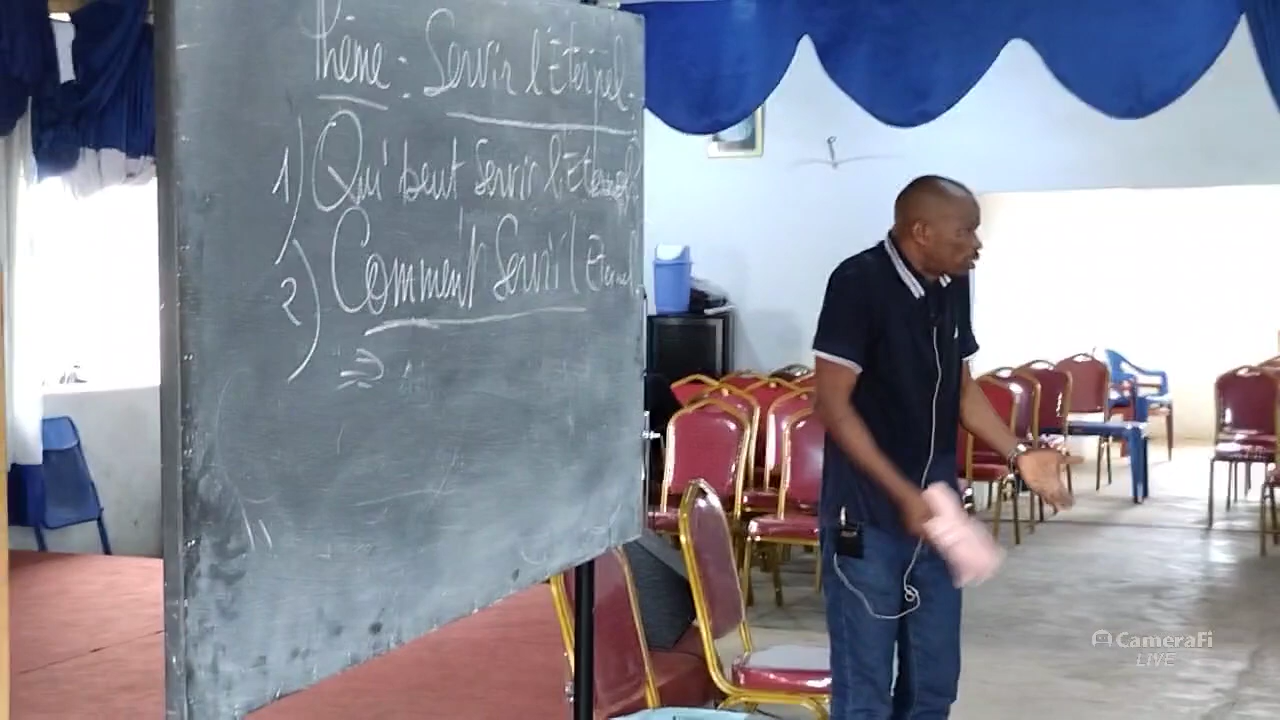 Thème : Servir l'Eternel.
1) Qui peut Servir l'Eternel?
2) Comment Servir l'Eternel.
CameraFi
LIVE